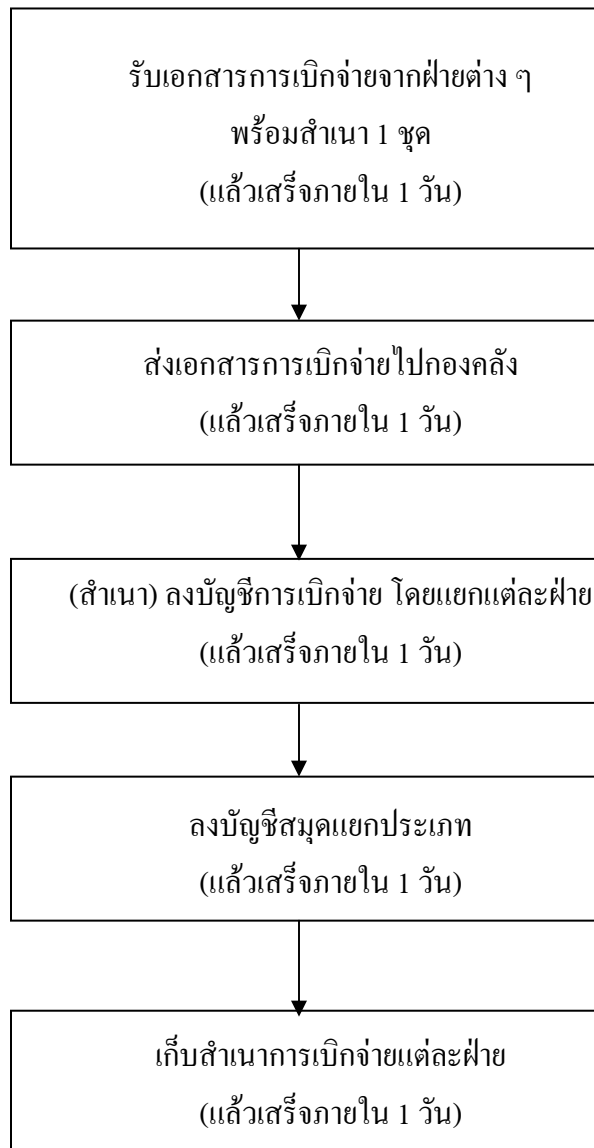 รับเอกสารการเบิกจ่ายจากฝ่ายต่าง ๆ
พร้อมสำเนา 1 ชุด
(แล้วเสร็จภายใน 1 วัน)
ส่งเอกสารการเบิกจ่ายไปกองคลัง
(แล้วเสร็จภายใน 1 วัน)
(สำเนา) ลงบัญชีการเบิกจ่าย โดยแยกแต่ละฝ่าย
(แล้วเสร็จภายใน 1 วัน)
ลงบัญชีสมุดแยกประเภท
(แล้วเสร็จภายใน 1 วัน)
เก็บสำเนาการเบิกจ่ายแต่ละฝ่าย
(แล้วเสร็จภายใน 1 วัน)